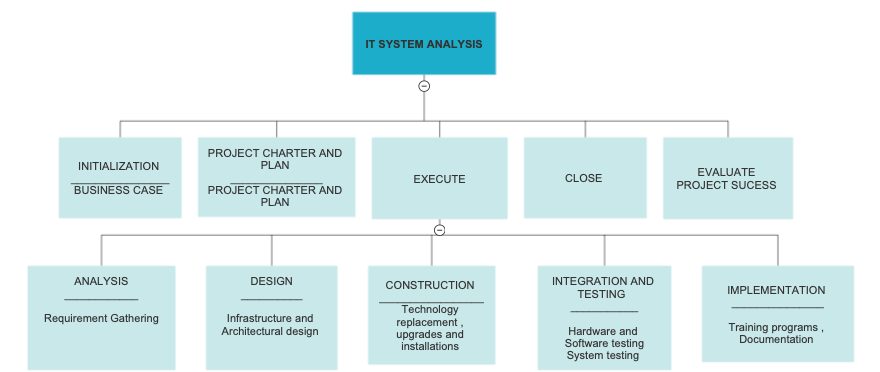 IT SYSTEM ANALYSIS
INITIALIZATION
BUSINESS CASE
PROJECT CHARTER AND
PLAN
PROJECT CHARTER AND
PLAN
EXECUTE
CLOSE
EVALUATE
PROJECT SUCESS
ANALYSIS
Requirement Gathering
DESIGN
Infrastructure and
Architectural design
CONSTRUCTION
Technology
replacement ,
upgrades and
installations
INTEGRATION AND
TESTING
Hardware and
Software testing
System testing
IMPLEMENTATION
Training programs ,
Documentation